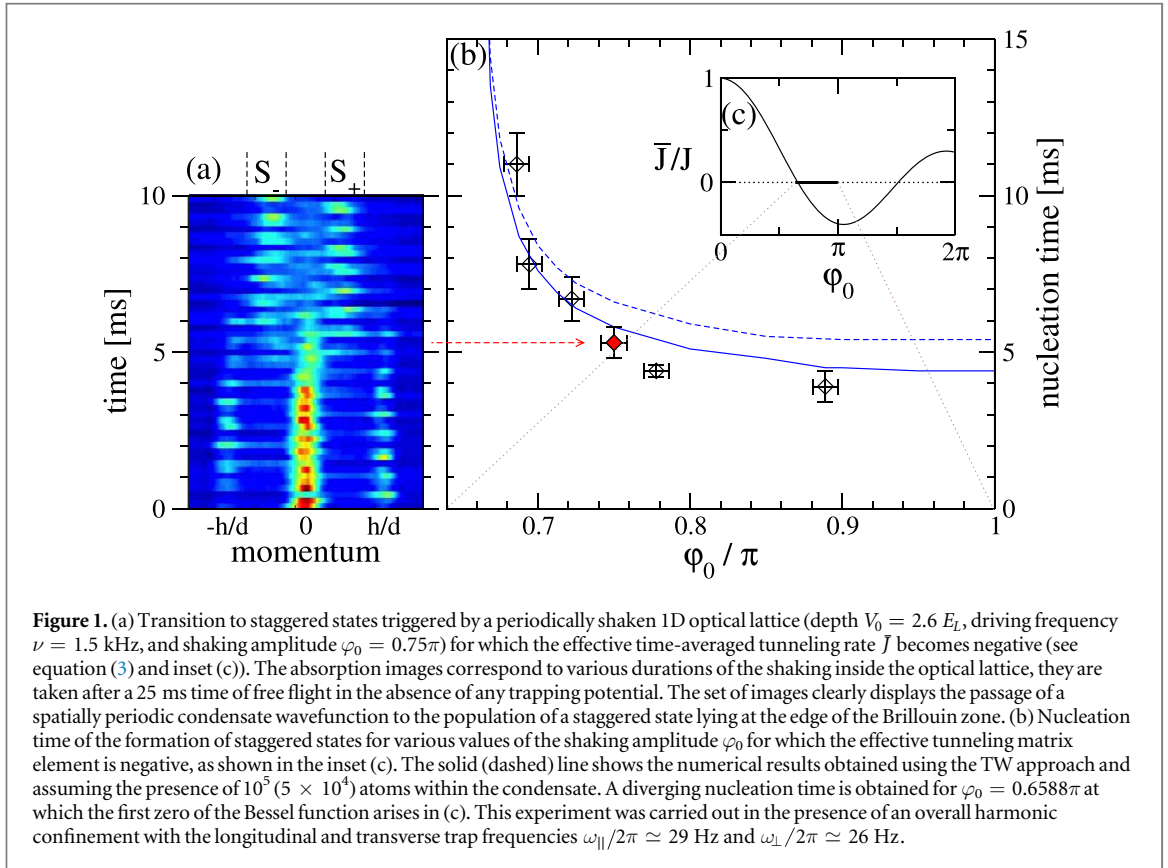 (a)
S-
S+
10
5
0
time [ms]
-h/d
0
h/d
momentum
(b)
15
10
5
0
nucleation time [ms]
0.7
0.8
0.9
1
φ0 / π
(c)
1
0
J̄/J
0
π
2π
φ0
Figure 1. (a) Transition to staggered states triggered by a periodically shaken 1D optical lattice (depth V0 = 2.6 EL, driving frequency
ν = 1.5 kHz, and shaking amplitude φ0 = 0.75π) for which the effective time-averaged tunneling rate J̄ becomes negative (see
equation (3) and inset (c)). The absorption images correspond to various durations of the shaking inside the optical lattice, they are
taken after a 25 ms time of free flight in the absence of any trapping potential. The set of images clearly displays the passage of a
spatially periodic condensate wavefunction to the population of a staggered state lying at the edge of the Brillouin zone. (b) Nucleation
time of the formation of staggered states for various values of the shaking amplitude φ0 for which the effective tunneling matrix
element is negative, as shown in the inset (c). The solid (dashed) line shows the numerical results obtained using the TW approach and
assuming the presence of 10⁵ (5 × 10⁴) atoms within the condensate. A diverging nucleation time is obtained for φ0 = 0.6588π at
which the first zero of the Bessel function arises in (c). This experiment was carried out in the presence of an overall harmonic
confinement with the longitudinal and transverse trap frequencies ω||/2π ≃ 29 Hz and ω⊥/2π ≃ 26 Hz.